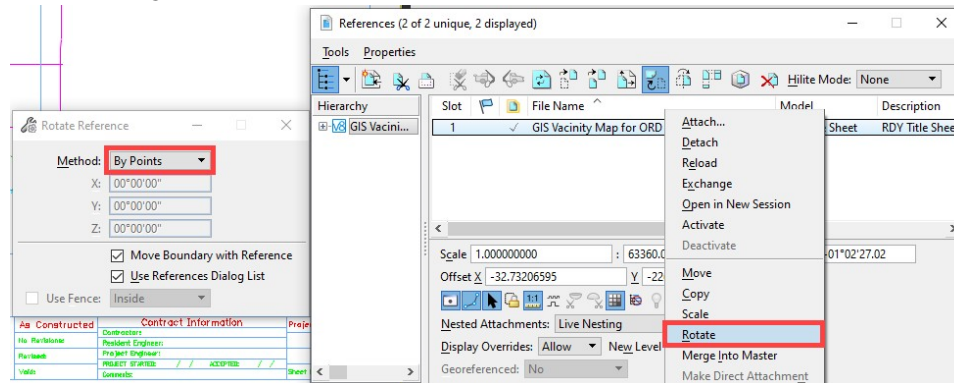 References (2 of 2 unique, 2 displayed)
Tools Properties
Hilite Mode: None
Hierarchy
Slot File Name Model Description
GIS Vacini...
1 GIS Vacinity Map for ORD Sheet RDY Title Shee
Attach...
Detach
Reload
Exchange
Open in New Session
Activate
Deactivate
Move
Copy
Scale
Rotate
Merge Into Master
Make Direct Attachment
Scale 1.000000000 : 63360.0 -01°02'27.02
Offset X -32.73206595 Y -22
Nested Attachments: Live Nesting
Display Overrides: Allow New Level
Georeferenced: No
Rotate Reference
Method: By Points
X: 00°00'00"
Y: 00°00'00"
Z: 00°00'00"
Move Boundary with Reference
Use References Dialog List
Use Fence: Inside
As Constructed Contract Information Proje
No Revisions: Contractor:
Resident Engineer:
Revised: Project Engineer:
PROJECT STARTED: / / ACCEPTED: / /
Void: Comments: Sheet